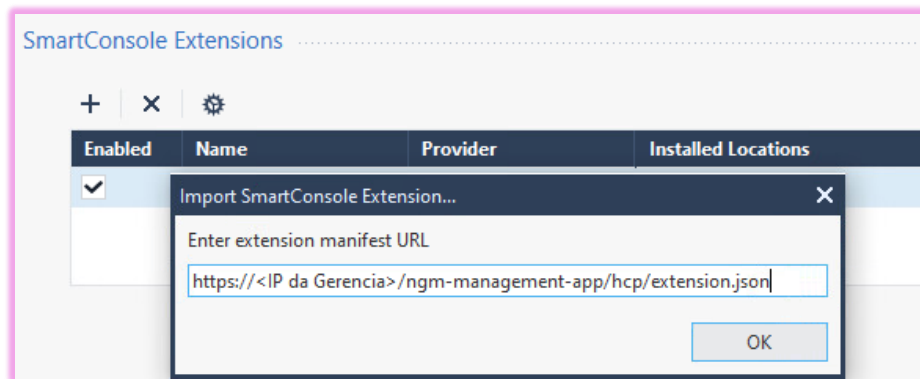 SmartConsole Extensions
Enabled Name Provider Installed Locations
Import SmartConsole Extension...
Enter extension manifest URL
https://<IP da Gerencia>/ngm-management-app/hcp/extension.json
OK